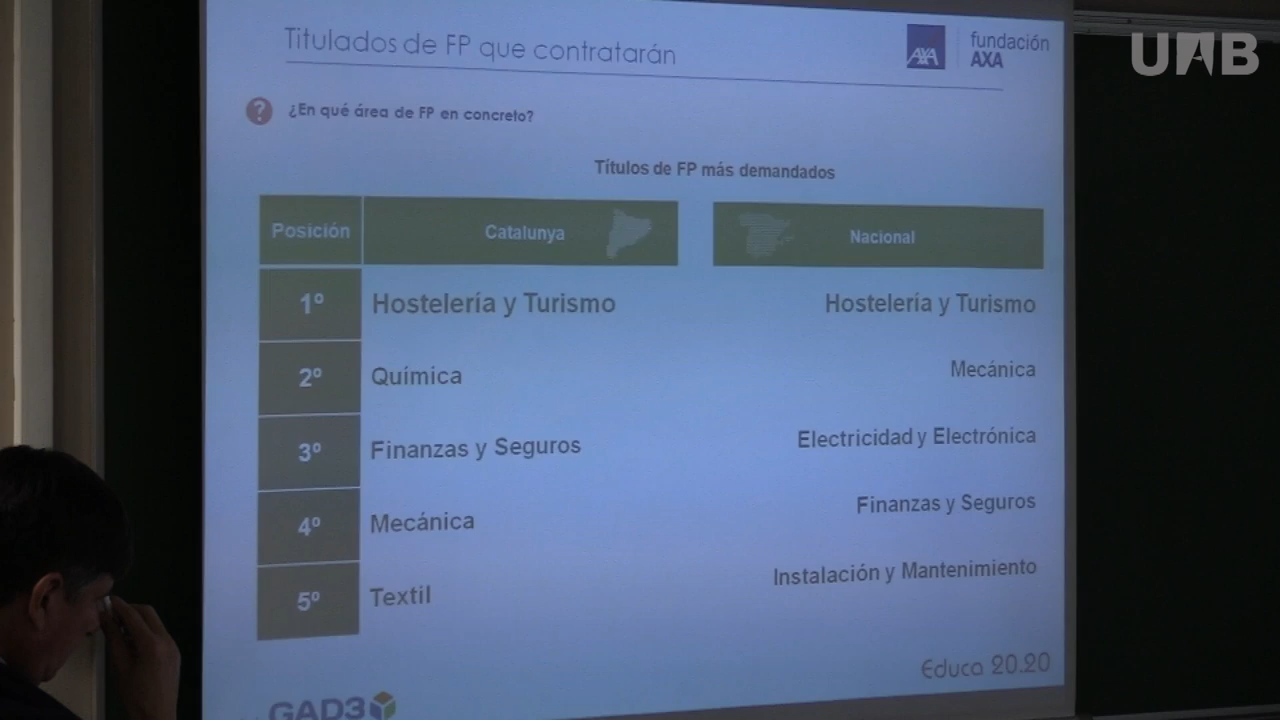 Titulados de FP que contratarán
AXA
fundación
AXA
UAB
? ¿En qué área de FP en concreto?
Títulos de FP más demandados
Posición Catalunya Nacional
1º Hostelería y Turismo Hostelería y Turismo
2º Química Mecánica
3º Finanzas y Seguros Electricidad y Electrónica
4º Mecánica Finanzas y Seguros
5º Textil Instalación y Mantenimiento
Educa 20.20
GAD3